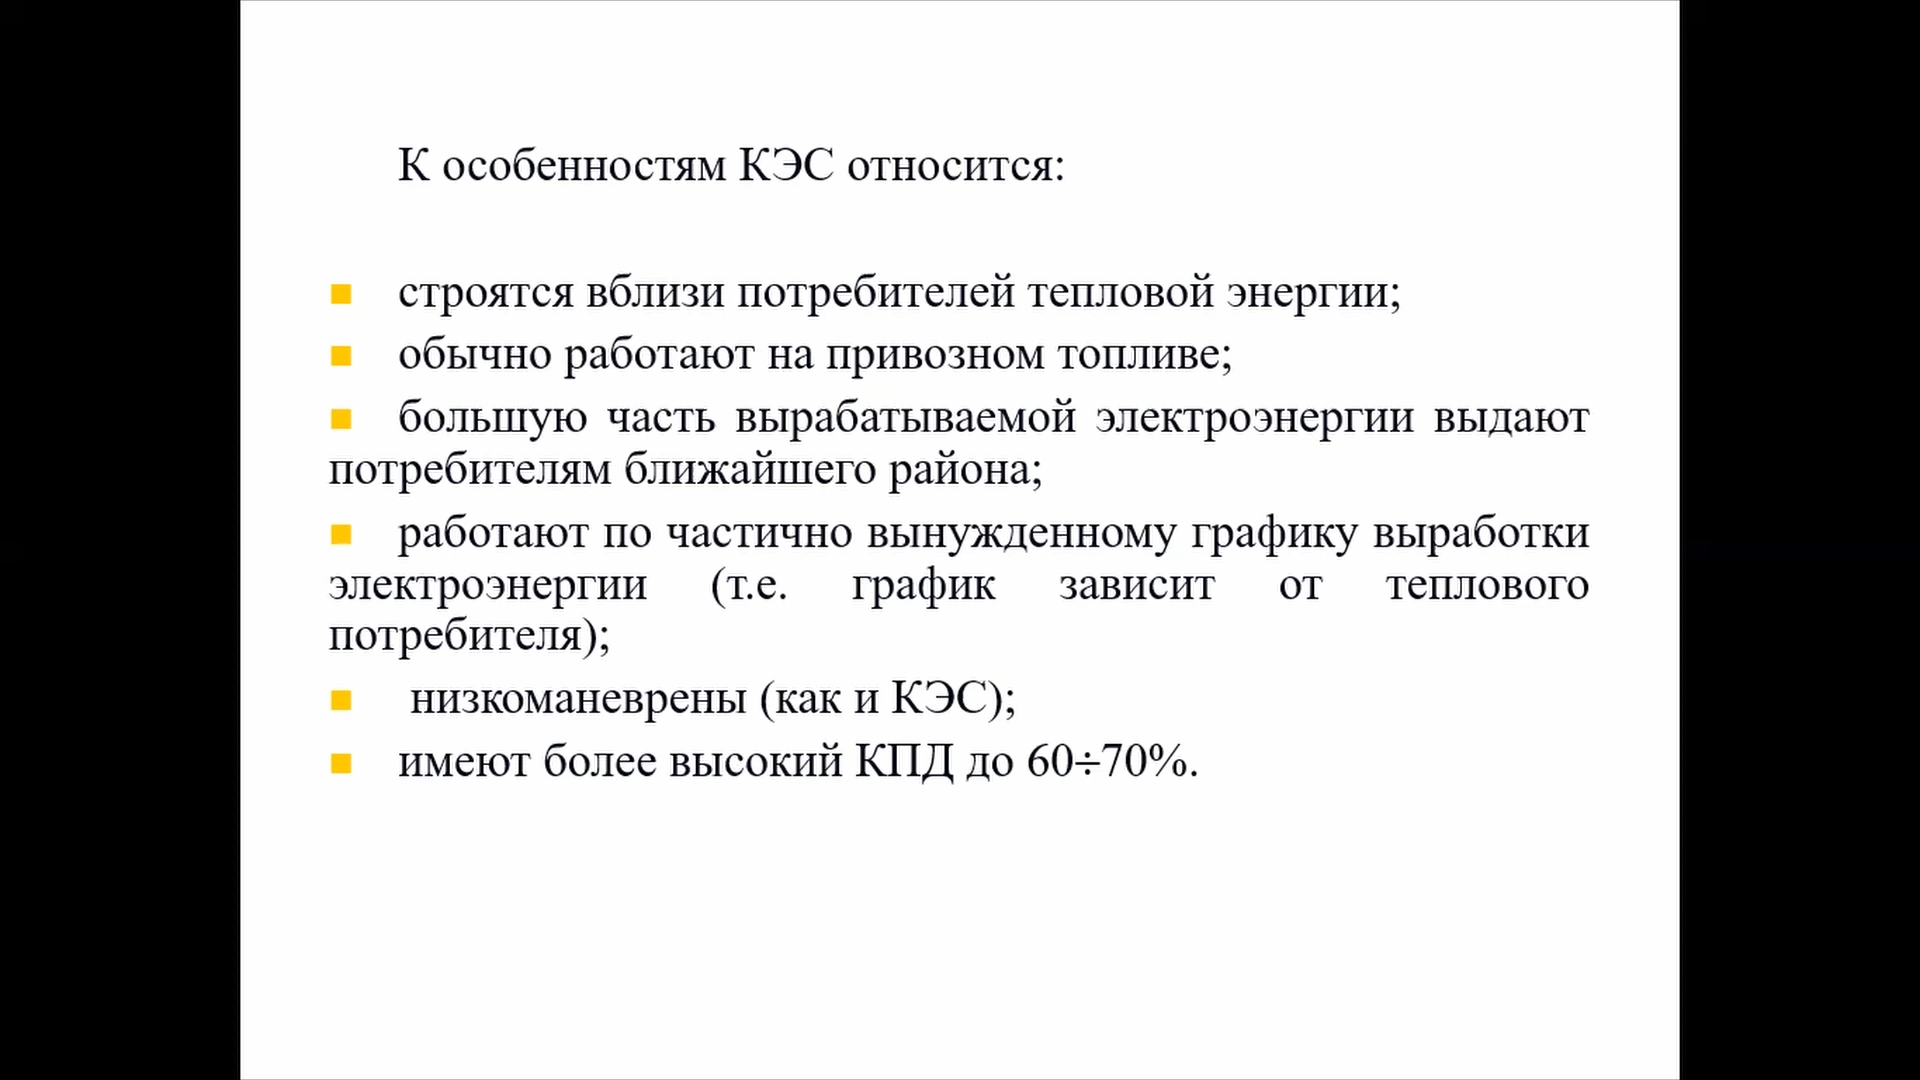 К особенностям КЭС относится:
строятся вблизи потребителей тепловой энергии;
обычно работают на привозном топливе;
большую часть вырабатываемой электроэнергии выдают
потребителям ближайшего района;
работают по частично вынужденному графику выработки
электроэнергии (т.е. график зависит от теплового
потребителя);
низкоманеврены (как и КЭС);
имеют более высокий КПД до 60÷70%.